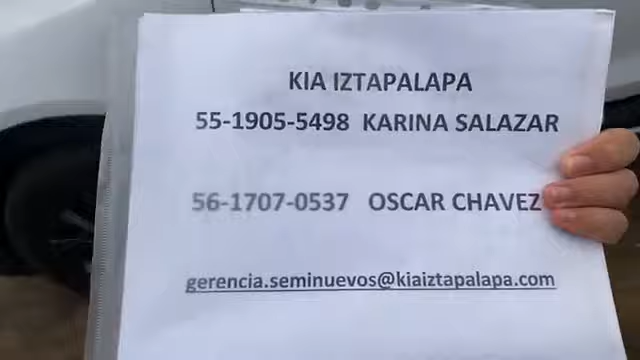 KIA IZTAPALAPA
55-1905-5498 KARINA SALAZAR
56-1707-0537 OSCAR CHAVEZ
gerencia.seminuevos@kiaiztapalapa.com